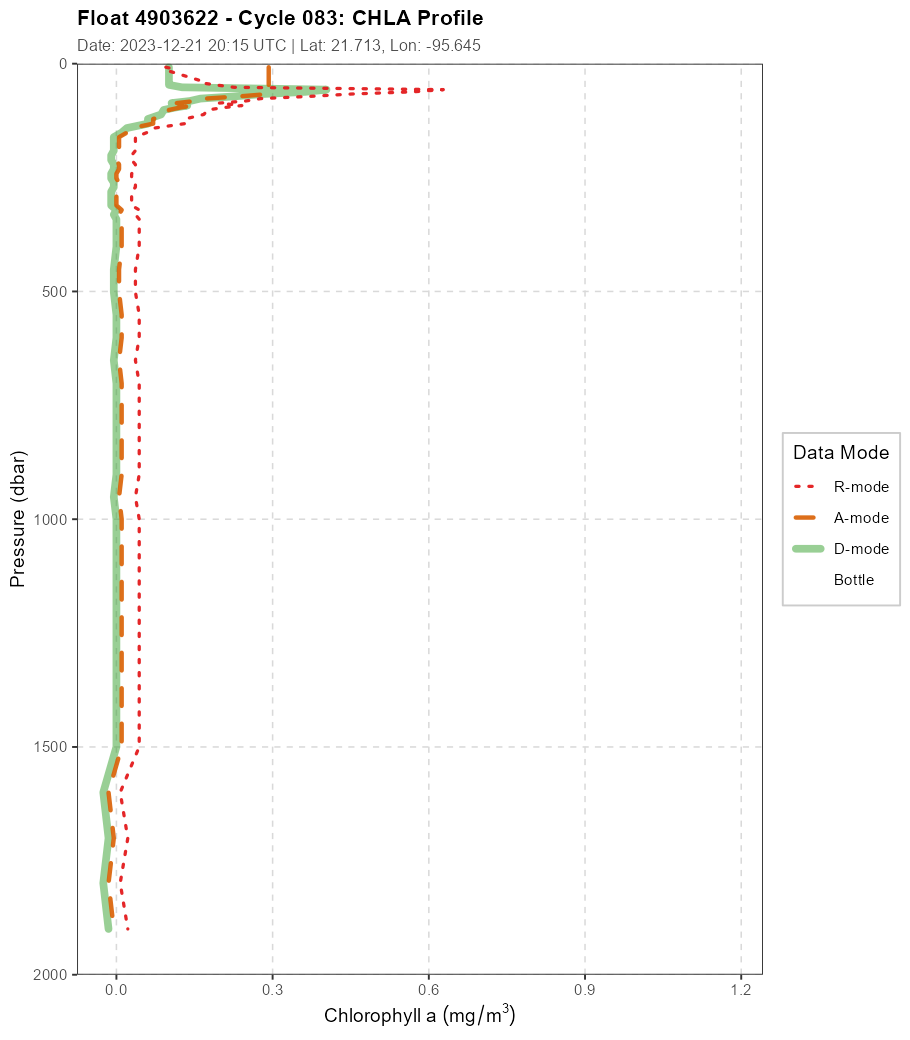 Float 4903622 - Cycle 083: CHLA Profile
Date: 2023-12-21 20:15 UTC | Lat: 21.713, Lon: -95.645
0
500
1000
1500
2000
Pressure (dbar)
0.0 0.3 0.6 0.9 1.2
Chlorophyll a (mg/m³)
Data Mode
R-mode
A-mode
D-mode
Bottle